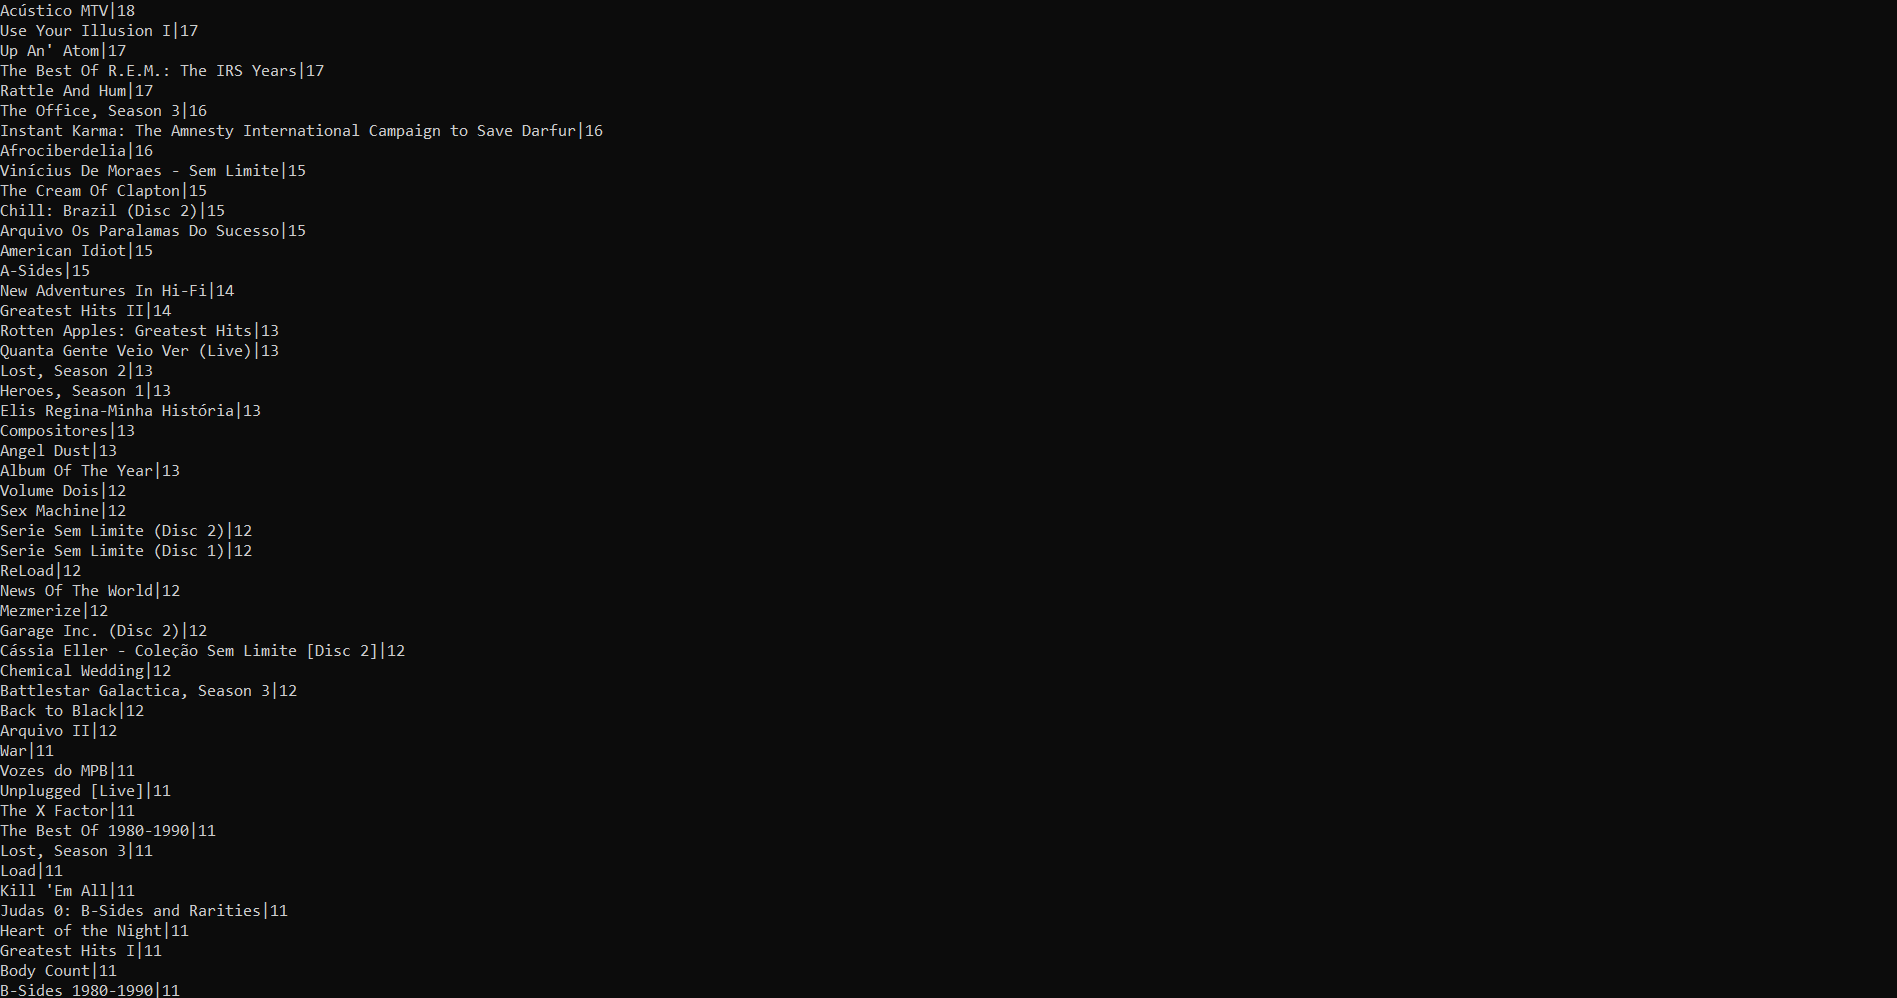 Acústico MTV|18
Use Your Illusion I|17
Up An' Atom|17
The Best Of R.E.M.: The IRS Years|17
Rattle And Hum|17
The Office, Season 3|16
Instant Karma: The Amnesty International Campaign to Save Darfur|16
Afrociberdelia|16
Vinícius De Moraes - Sem Limite|15
The Cream Of Clapton|15
Chill: Brazil (Disc 2)|15
Arquivo Os Paralamas Do Sucesso|15
American Idiot|15
A-Sides|15
New Adventures In Hi-Fi|14
Greatest Hits II|14
Rotten Apples: Greatest Hits|13
Quanta Gente Veio Ver (Live)|13
Lost, Season 2|13
Heroes, Season 1|13
Elis Regina-Minha História|13
Compositores|13
Angel Dust|13
Album Of The Year|13
Volume Dois|12
Sex Machine|12
Serie Sem Limite (Disc 2)|12
Serie Sem Limite (Disc 1)|12
ReLoad|12
News Of The World|12
Mezmerize|12
Garage Inc. (Disc 2)|12
Cássia Eller - Coleção Sem Limite [Disc 2]|12
Chemical Wedding|12
Battlestar Galactica, Season 3|12
Back to Black|12
Arquivo II|12
War|11
Vozes do MPB|11
Unplugged [Live]|11
The X Factor|11
The Best Of 1980-1990|11
Lost, Season 3|11
Load|11
Kill 'Em All|11
Judas 0: B-Sides and Rarities|11
Heart of the Night|11
Greatest Hits I|11
Body Count|11
B-Sides 1980-1990|11